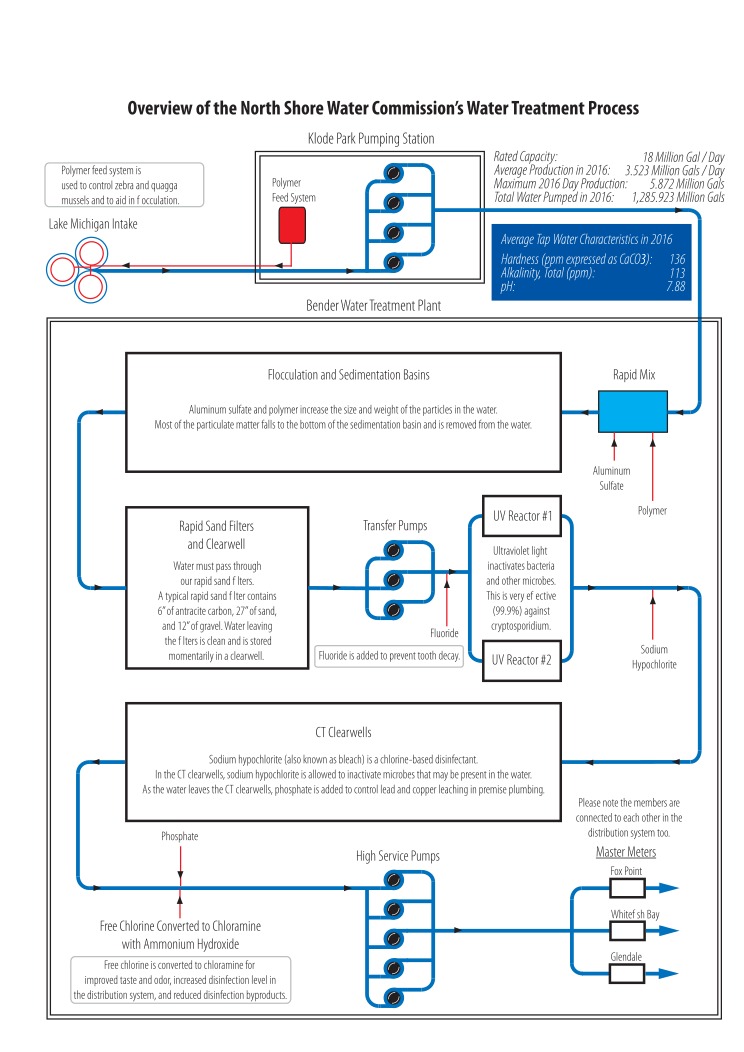 Overview of the North Shore Water Commission's Water Treatment Process
Klode Park Pumping Station
Polymer feed system is
used to control zebra and quagga
mussels and to aid in f occulation.
Lake Michigan Intake
Polymer
Feed System
Rated Capacity: 18 Million Gal / Day
Average Production in 2016: 3.523 Million Gals / Day
Maximum 2016 Day Production: 5.872 Million Gals
Total Water Pumped in 2016: 1,285.923 Million Gals
Average Tap Water Characteristics in 2016
Hardness (ppm expressed as CaCO3): 136
Alkalinity, Total (ppm): 113
pH: 7.88
Bender Water Treatment Plant
Flocculation and Sedimentation Basins
Aluminum sulfate and polymer increase the size and weight of the particles in the water.
Most of the particulate matter falls to the bottom of the sedimentation basin and is removed from the water.
Rapid Mix
Aluminum
Sulfate
Polymer
Rapid Sand Filters
and Clearwell
Water must pass through
our rapid sand f lters.
A typical rapid sand f lter contains
6" of antracite carbon, 27" of sand,
and 12" of gravel. Water leaving
the f lters is clean and is stored
momentarily in a clearwell.
Transfer Pumps
Fluoride
Fluoride is added to prevent tooth decay.
UV Reactor #1
Ultraviolet light
inactivates bacteria
and other microbes.
This is very ef ective
(99.9%) against
cryptosporidium.
UV Reactor #2
Sodium
Hypochlorite
CT Clearwells
Sodium hypochlorite (also known as bleach) is a chlorine-based disinfectant.
In the CT clearwells, sodium hypochlorite is allowed to inactivate microbes that may be present in the water.
As the water leaves the CT clearwells, phosphate is added to control lead and copper leaching in premise plumbing.
Phosphate
Free Chlorine Converted to Chloramine
with Ammonium Hydroxide
Free chlorine is converted to chloramine for
improved taste and odor, increased disinfection level in
the distribution system, and reduced disinfection byproducts.
High Service Pumps
Please note the members are
connected to each other in the
distribution system too.
Master Meters
Fox Point
Whitef sh Bay
Glendale